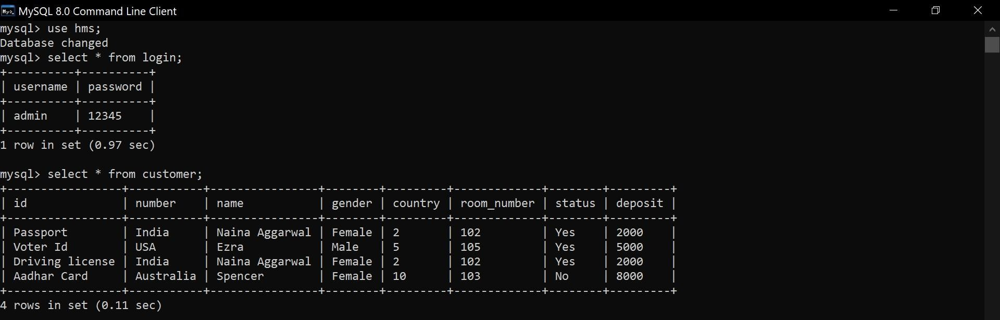 MySQL 8.0 Command Line Client
mysql> use hms;
Database changed
mysql> select * from login;
+----------+----------+
| username | password |
+----------+----------+
| admin    | 12345    |
+----------+----------+
1 row in set (0.97 sec)

mysql> select * from customer;
+-----------------+-----------+----------------+--------+---------+-------------+--------+---------+
| id              | number    | name           | gender | country | room_number | status | deposit |
+-----------------+-----------+----------------+--------+---------+-------------+--------+---------+
| Passport        | India     | Naina Aggarwal | Female | 2       | 102         | Yes    | 2000    |
| Voter Id        | USA       | Ezra           | Male   | 5       | 105         | Yes    | 5000    |
| Driving license | India     | Naina Aggarwal | Female | 2       | 102         | Yes    | 2000    |
| Aadhar Card     | Australia | Spencer        | Female | 10      | 103         | No     | 8000    |
+-----------------+-----------+----------------+--------+---------+-------------+--------+---------+
4 rows in set (0.11 sec)